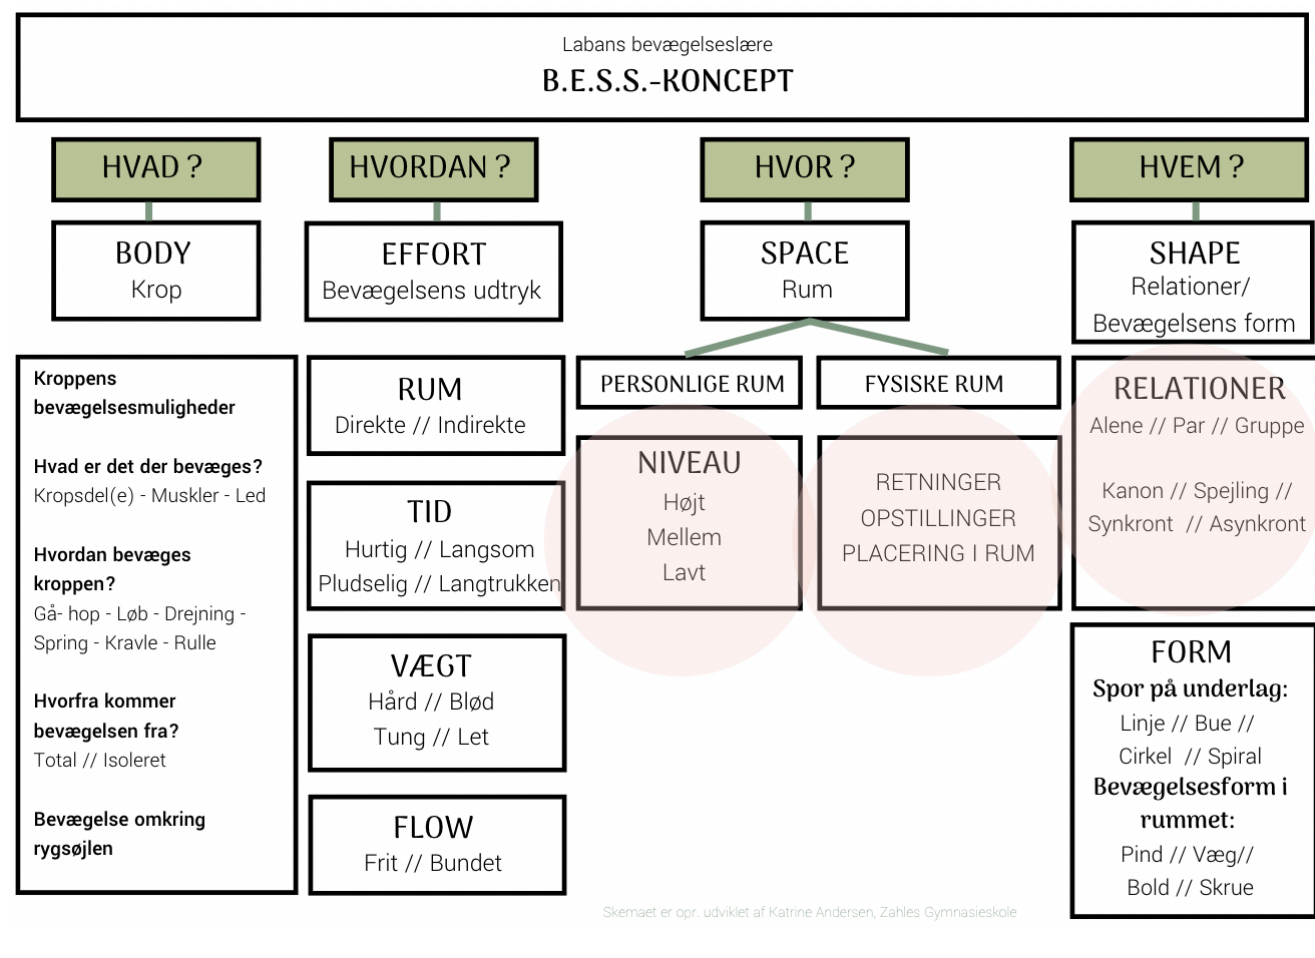 Labans bevægelseslære
B.E.S.S.-KONCEPT
HVAD ?
BODY
Krop
Kroppens
bevægelsesmuligheder
Hvad er det der bevæges?
Kropsdel(e) - Muskler - Led
Hvordan bevæges
kroppen?
Gå- hop - Løb - Drejning -
Spring - Kravle - Rulle
Hvorfra kommer
bevægelsen fra?
Total // Isoleret
Bevægelse omkring
rygsøjlen
HVORDAN ?
EFFORT
Bevægelsens udtryk
RUM
Direkte // Indirekte
TID
Hurtig // Langsom
Pludselig // Langtrukken
VÆGT
Hård // Blød
Tung // Let
FLOW
Frit // Bundet
HVOR ?
SPACE
Rum
PERSONLIGE RUM
NIVEAU
Højt
Mellem
Lavt
FYSISKE RUM
RETNINGER
OPSTILLINGER
PLACERING I RUM
HVEM ?
SHAPE
Relationer/
Bevægelsens form
RELATIONER
Alene // Par // Gruppe
Kanon // Spejling //
Synkront // Asynkront
FORM
Spor på underlag:
Linje // Bue //
Cirkel // Spiral
Bevægelsesform i
rummet:
Pind // Væg//
Bold // Skrue
Skemaet er opr. udviklet af Katrine Andersen, Zahles Gymnasieskole